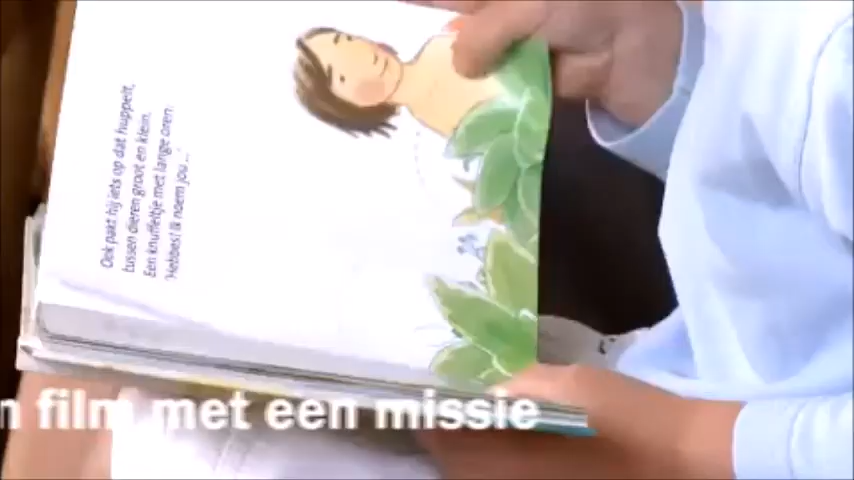 Ook pakt hij iets op dat huppelt,
tussen dieren groot en klein.
Een knuffeltje met lange oren.
'Hebbes! Ik noem jou ...'
n film met een missie